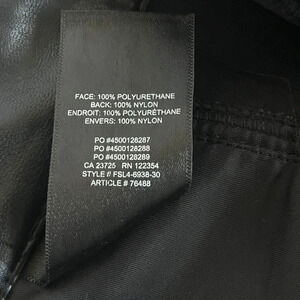 FACE: 100% POLYURETHANE
BACK: 100% NYLON
ENDROIT: 100% POLYURÉTHANE
ENVERS: 100% NYLON
PO #4500128287
PO #4500128288
PO #4500128289
CA 23725 RN 122354
STYLE # FSL4-6938-30
ARTICLE # 76488